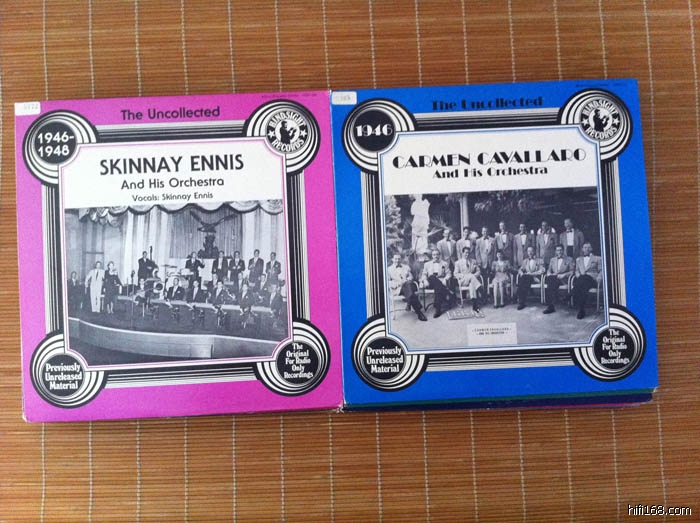 The Uncollected
1946-
1948
HINDSIGHT
RECORDS
SKINNAY ENNIS
And His Orchestra
Vocals: Skinnay Ennis
Previously
Unreleased
Material
The
Original
For Radio
Only
Recordings
The Uncollected
1946
HINDSIGHT
RECORDS
CARMEN CAVALLARO
And His Orchestra
CARMEN CAVALLARO
Previously
Unreleased
Material
The
Original
For Radio
Only
Recordings
hifi168.com